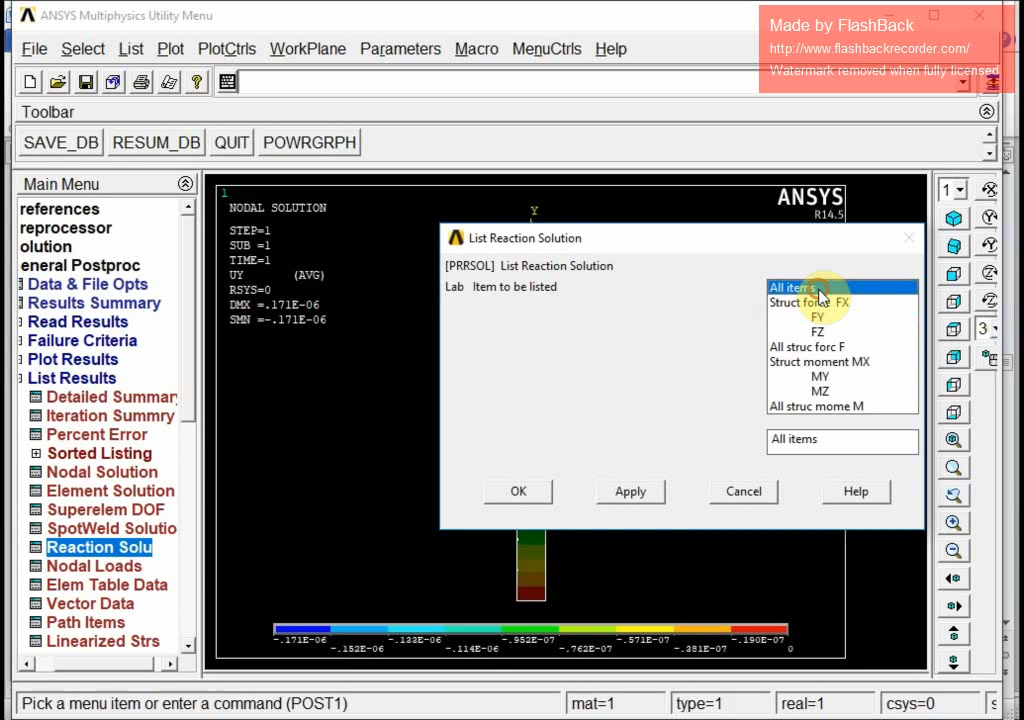 ANSYS Multiphysics Utility Menu
Made by FlashBack
http://www.flashbackrecorder.com/
Watermark removed when fully licensed
File Select List Plot PlotCtrls WorkPlane Parameters Macro MenuCtrls Help
Toolbar
SAVE_DB RESUM_DB QUIT POWRGRPH
Main Menu
references
reprocessor
olution
eneral Postproc
Data & File Opts
Results Summary
Read Results
Failure Criteria
Plot Results
List Results
Detailed Summar
Iteration Summry
Percent Error
Sorted Listing
Nodal Solution
Element Solution
Superelem DOF
SpotWeld Solutio
Reaction Solu
Nodal Loads
Elem Table Data
Vector Data
Path Items
Linearized Strs
1
NODAL SOLUTION
STEP=1
SUB =1
TIME=1
UY (AVG)
RSYS=0
DMX =.171E-06
SMN =-.171E-06
Y
ANSYS
R14.5
List Reaction Solution
[PRRSOL] List Reaction Solution
Lab Item to be listed
All items
Struct force FX
FY
FZ
All struc forc F
Struct moment MX
MY
MZ
All struc mome M
All items
OK Apply Cancel Help
-.171E-06 -.133E-06 -.952E-07 -.571E-07 -.190E-07
-.152E-06 -.114E-06 -.762E-07 -.381E-07 0
1
3
Pick a menu item or enter a command (POST1) mat=1 type=1 real=1 csys=0 s